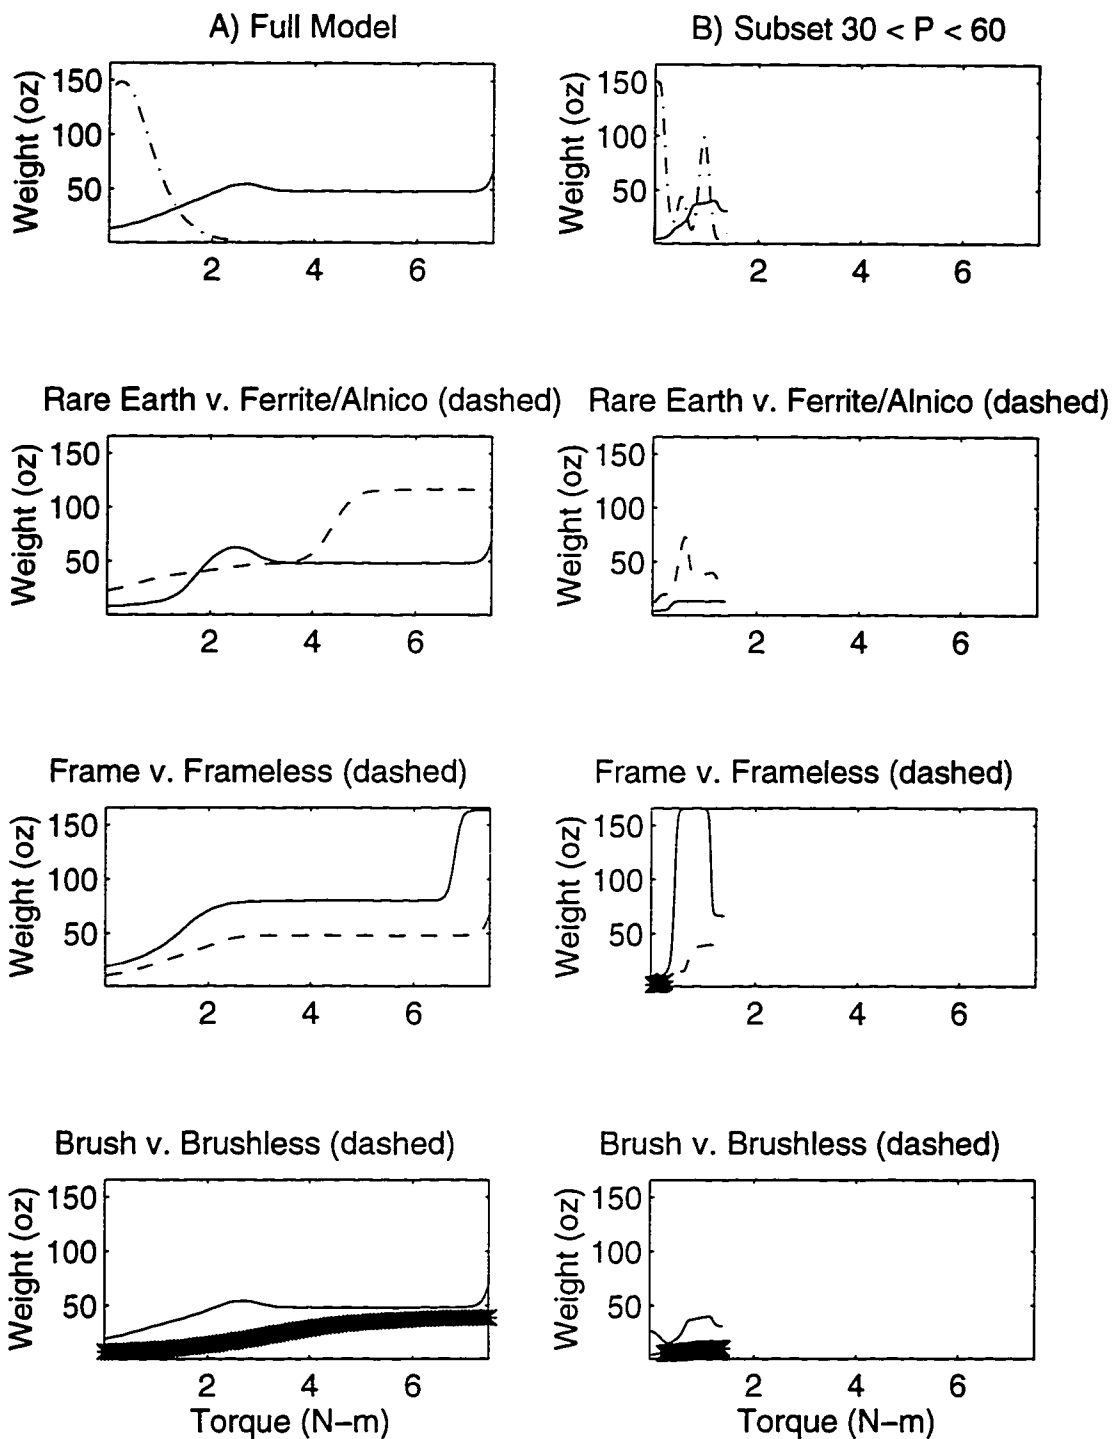 A) Full Model
B) Subset 30 < P < 60
Weight (oz)
150
100
50
2
4
6
Weight (oz)
150
100
50
2
4
6
Rare Earth v. Ferrite/Alnico (dashed)
Rare Earth v. Ferrite/Alnico (dashed)
Weight (oz)
150
100
50
2
4
6
Weight (oz)
150
100
50
2
4
6
Frame v. Frameless (dashed)
Frame v. Frameless (dashed)
Weight (oz)
150
100
50
2
4
6
Weight (oz)
150
100
50
2
4
6
Brush v. Brushless (dashed)
Brush v. Brushless (dashed)
Weight (oz)
150
100
50
2
4
6
Torque (N–m)
Weight (oz)
150
100
50
2
4
6
Torque (N–m)